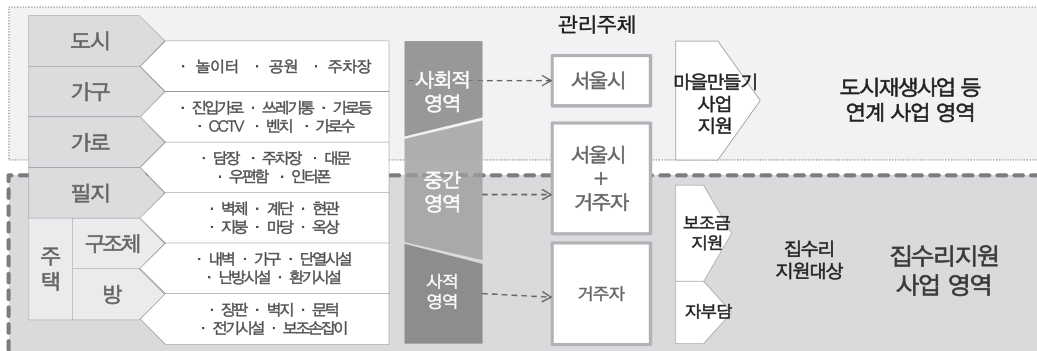 도시
가구
가로
필지
주택
구조체
방
· 놀이터 · 공원 · 주차장
· 진입가로 · 쓰레기통 · 가로등
· CCTV · 벤치 · 가로수
· 담장 · 주차장 · 대문
· 우편함 · 인터폰
· 벽체 · 계단 · 현관
· 지붕 · 마당 · 옥상
· 내벽 · 가구 · 단열시설
· 난방시설 · 환기시설
· 장판 · 벽지 · 문턱
· 전기시설 · 보조손잡이
사회적
영역
중간
영역
사적
영역
관리주체
서울시
서울시
+
거주자
거주자
마을만들기
사업
지원
보조금
지원
자부담
도시재생사업 등
연계 사업 영역
집수리
지원대상
집수리지원
사업 영역